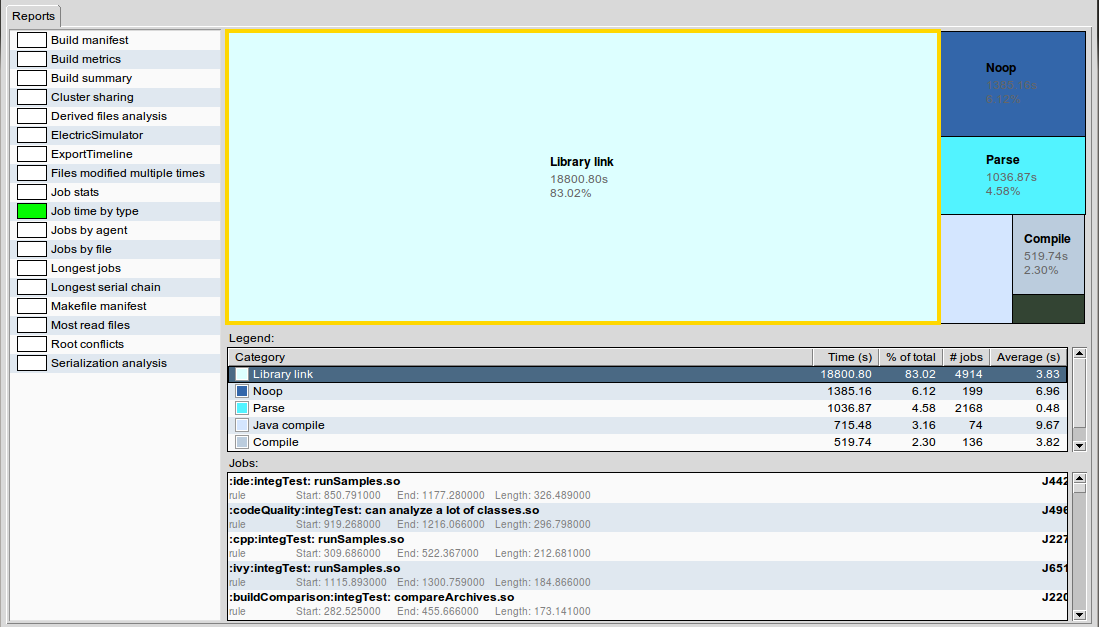 Reports
Build manifest
Build metrics
Build summary
Cluster sharing
Derived files analysis
ElectricSimulator
ExportTimeline
Files modified multiple times
Job stats
Job time by type
Jobs by agent
Jobs by file
Longest jobs
Longest serial chain
Makefile manifest
Most read files
Root conflicts
Serialization analysis
Library link
18800.80s
83.02%
Noop
1385.16s
6.12%
Parse
1036.87s
4.58%
Compile
519.74s
2.30%
Legend:
Category Time (s) % of total # jobs Average (s)
Library link 18800.80 83.02 4914 3.83
Noop 1385.16 6.12 199 6.96
Parse 1036.87 4.58 2168 0.48
Java compile 715.48 3.16 74 9.67
Compile 519.74 2.30 136 3.82
Jobs:
:ide:integTest: runSamples.so J442
rule Start: 850.791000 End: 1177.280000 Length: 326.489000
:codeQuality:integTest: can analyze a lot of classes.so J496
rule Start: 919.268000 End: 1216.066000 Length: 296.798000
:cpp:integTest: runSamples.so J227
rule Start: 309.686000 End: 522.367000 Length: 212.681000
:ivy:integTest: runSamples.so J651
rule Start: 1115.893000 End: 1300.759000 Length: 184.866000
:buildComparison:integTest: compareArchives.so J220
rule Start: 282.525000 End: 455.666000 Length: 173.141000